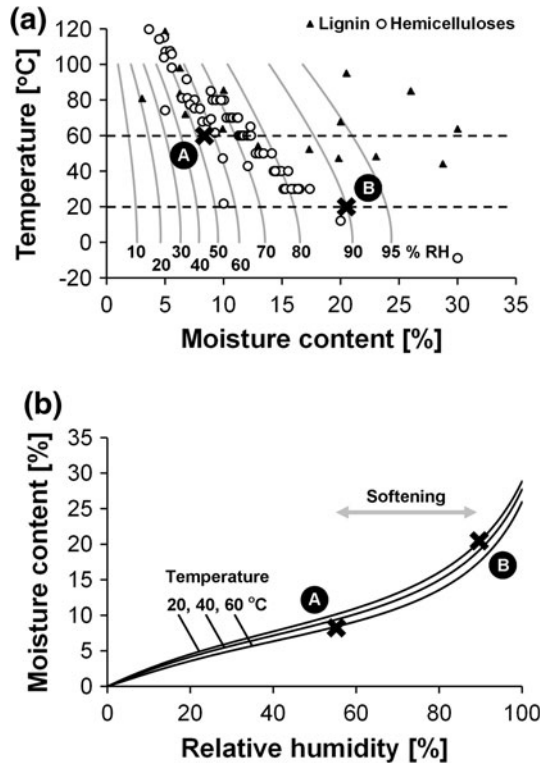 (a)
▲ Lignin ○ Hemicelluloses
Temperature [ºC]
120
100
80
60
40
20
0
-20
A
B
10 20 30 40 50 60 70 80 90 95 % RH
0 5 10 15 20 25 30 35
Moisture content [%]
(b)
Moisture content [%]
35
30
25
20
15
10
5
0
Softening
Temperature
20, 40, 60 ºC
A
B
0 20 40 60 80 100
Relative humidity [%]